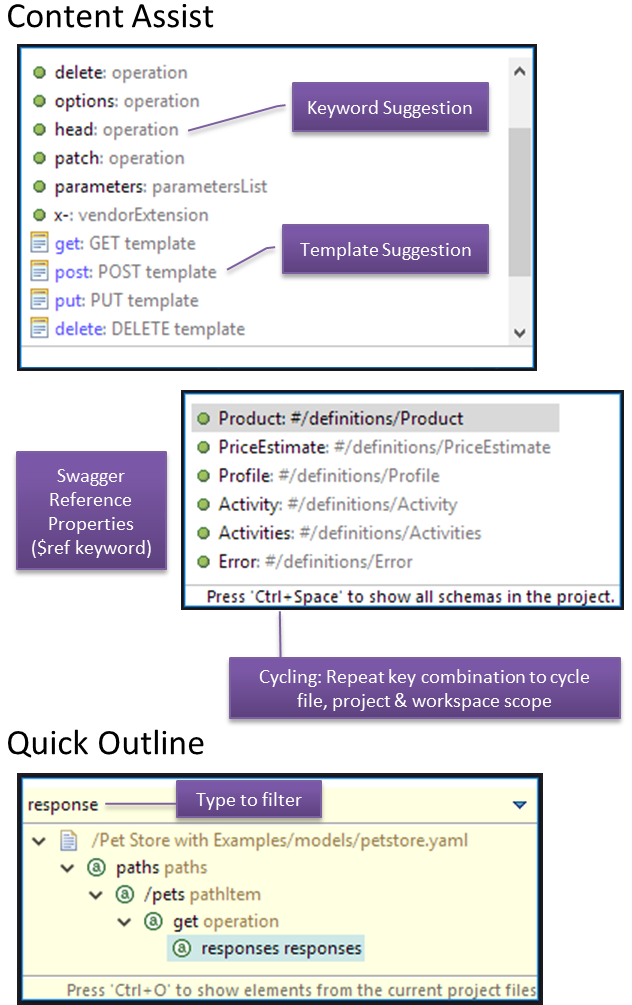 Content Assist
delete: operation
options: operation
head: operation
patch: operation
parameters: parametersList
x-: vendorExtension
get: GET template
post: POST template
put: PUT template
delete: DELETE template
Keyword Suggestion
Template Suggestion
Swagger
Reference
Properties
($ref keyword)
Product: #/definitions/Product
PriceEstimate: #/definitions/PriceEstimate
Profile: #/definitions/Profile
Activity: #/definitions/Activity
Activities: #/definitions/Activities
Error: #/definitions/Error
Press 'Ctrl+Space' to show all schemas in the project.
Cycling: Repeat key combination to cycle
file, project & workspace scope
Quick Outline
response
Type to filter
/Pet Store with Examples/models/petstore.yaml
a paths paths
a /pets pathItem
a get operation
a responses responses
Press 'Ctrl+O' to show elements from the current project files